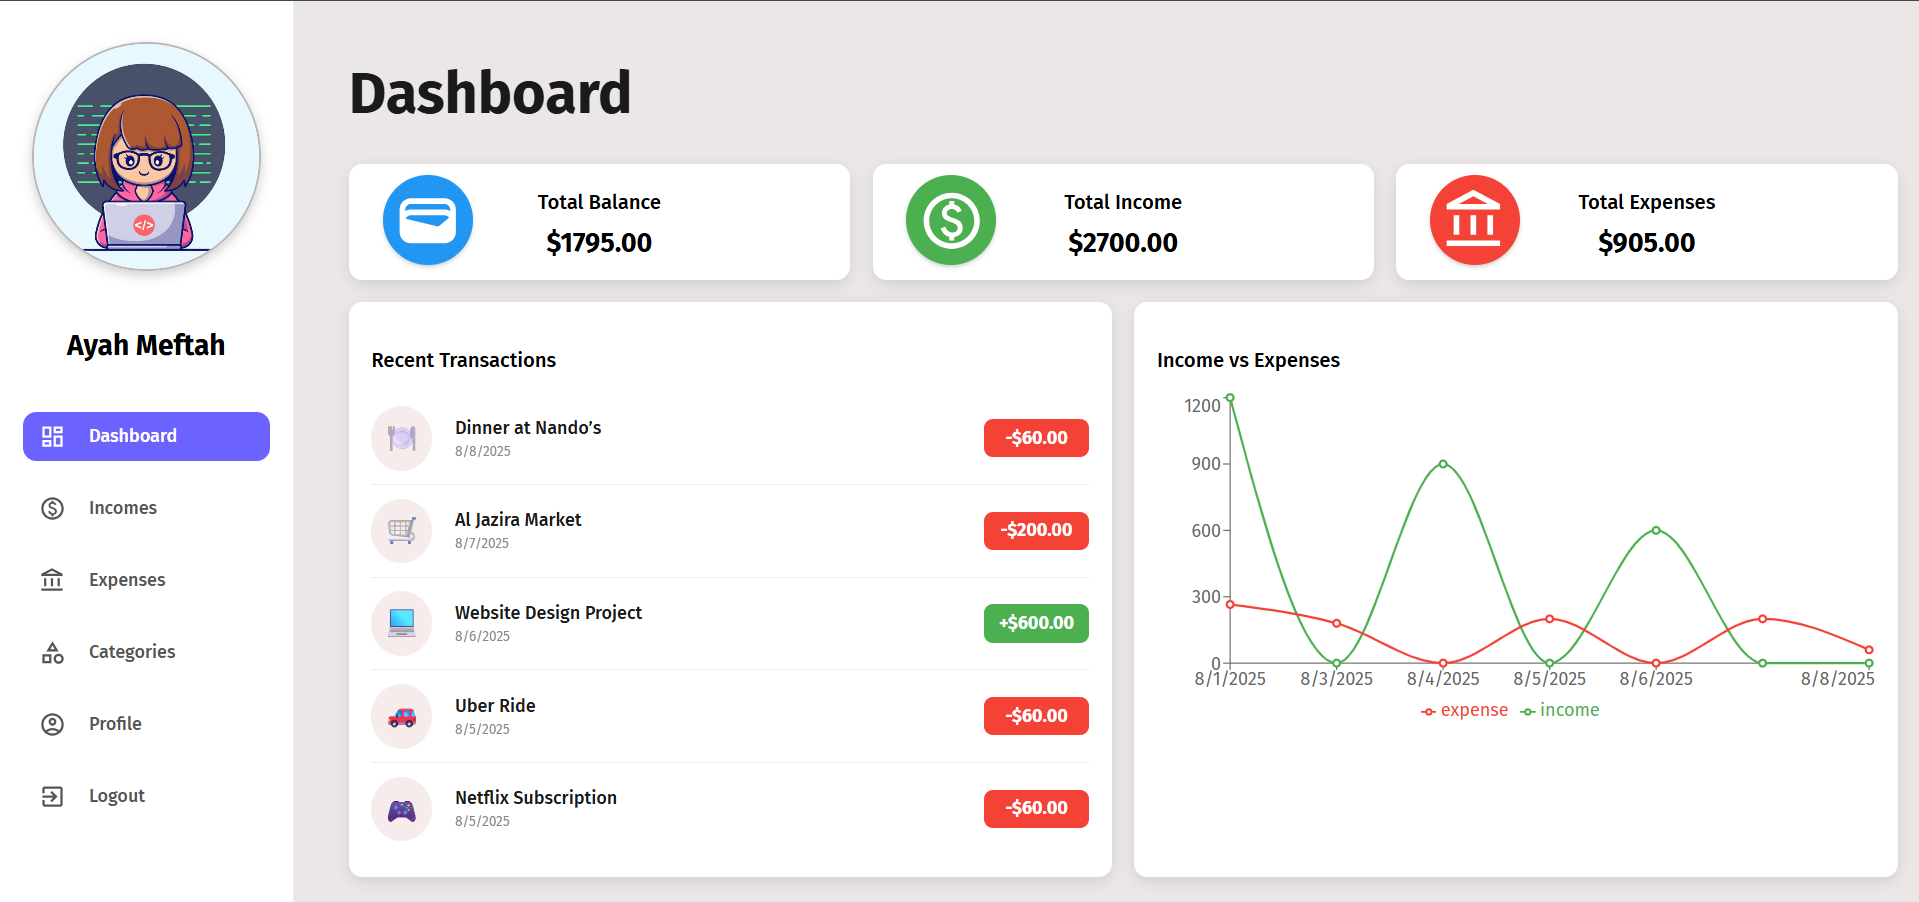 Dashboard
</>
Ayah Meftah
Dashboard
Incomes
Expenses
Categories
Profile
Logout
Total Balance
$1795.00
Total Income
$2700.00
Total Expenses
$905.00
Recent Transactions
Dinner at Nando's
8/8/2025
-$60.00
Al Jazira Market
8/7/2025
-$200.00
Website Design Project
8/6/2025
+$600.00
Uber Ride
8/5/2025
-$60.00
Netflix Subscription
8/5/2025
-$60.00
Income vs Expenses
1200
900
600
300
0
8/1/2025 8/3/2025 8/4/2025 8/5/2025 8/6/2025 8/8/2025
expense income